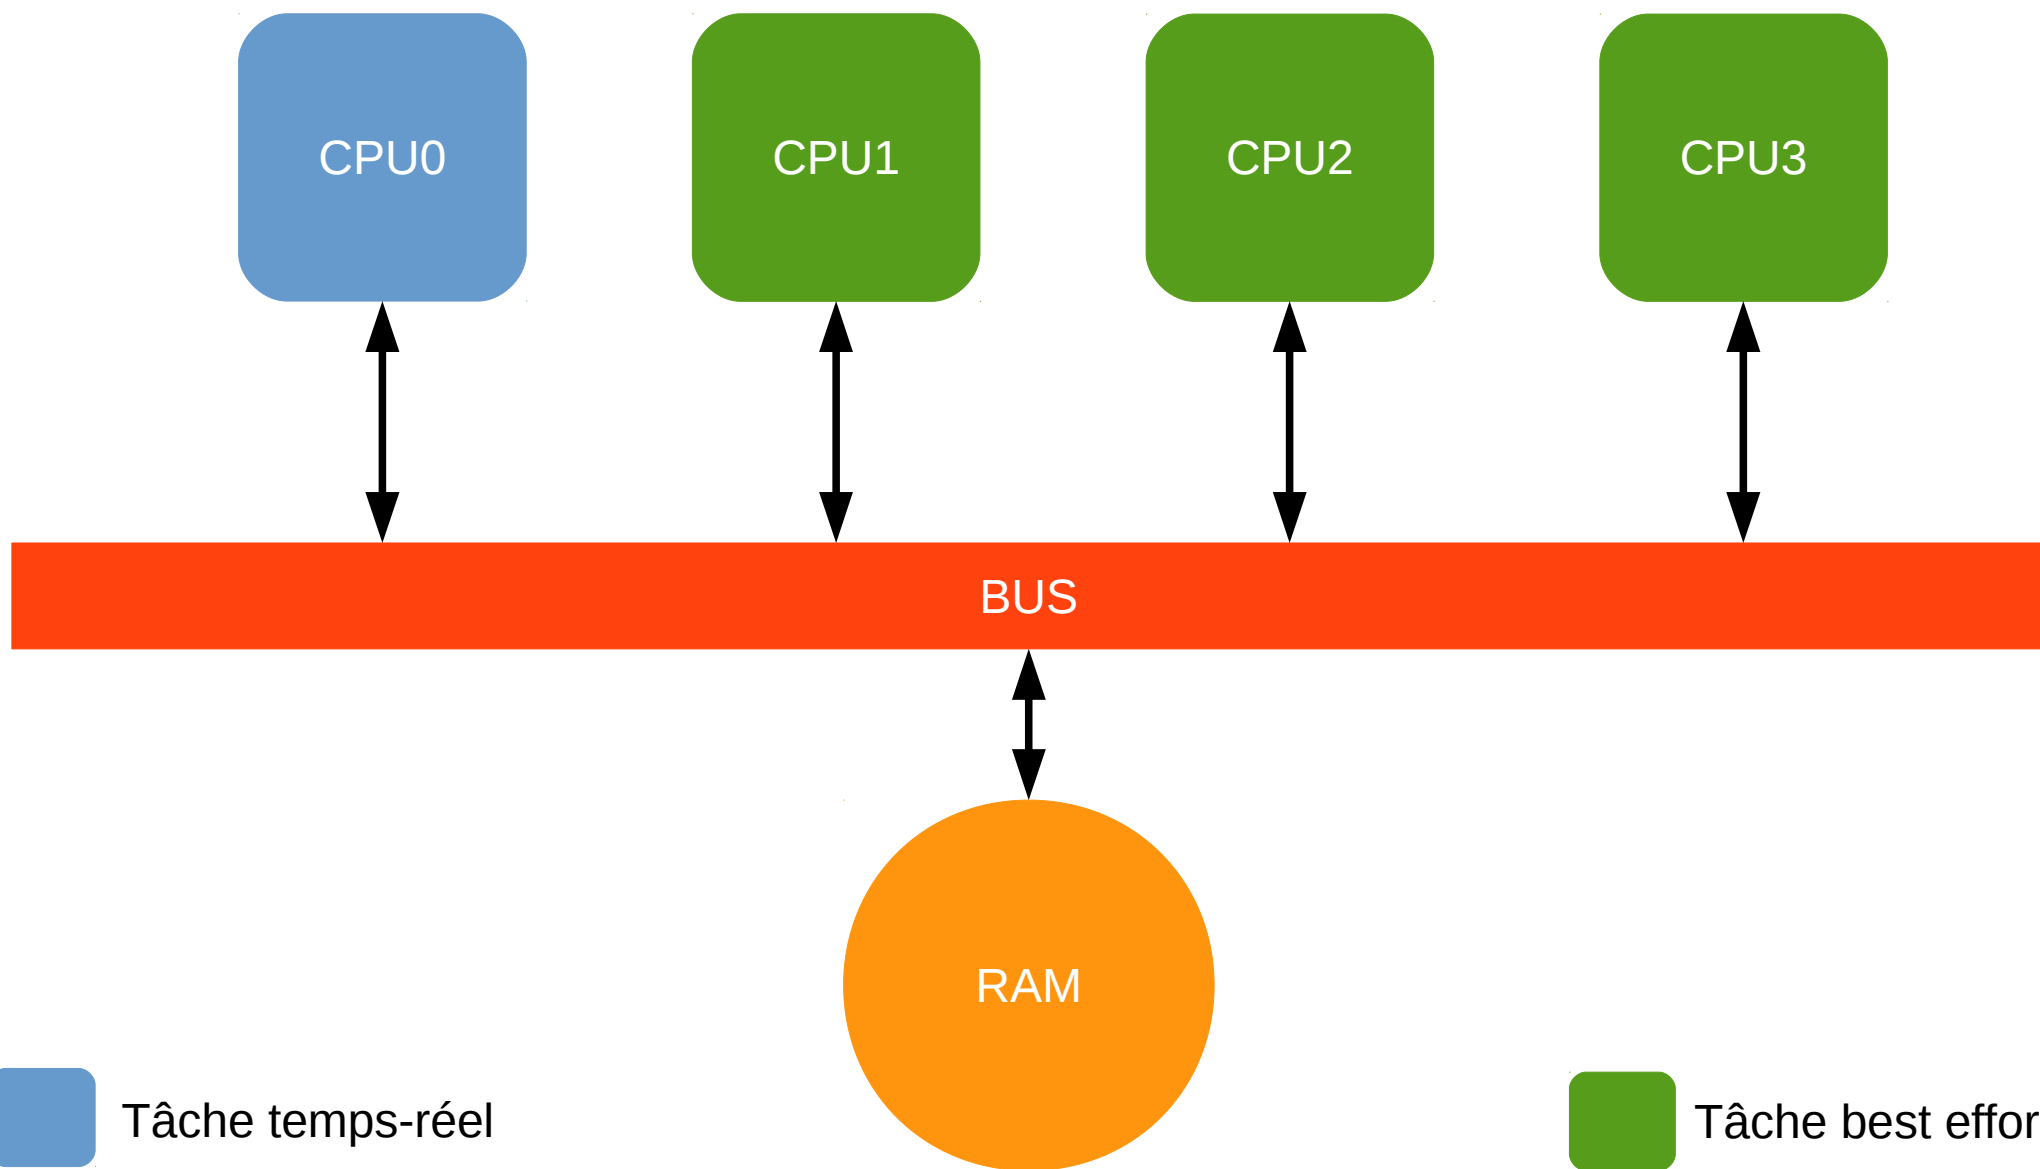 CPU0 CPU1 CPU2 CPU3
BUS
RAM
Tâche temps-réel
Tâche best effor